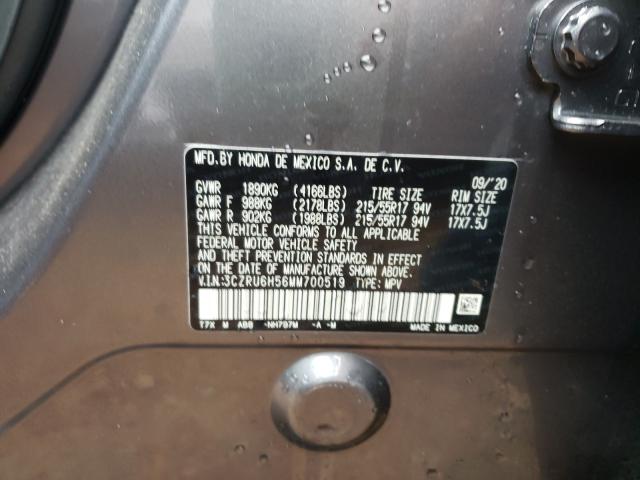 MFD.BY HONDA DE MEXICO S.A. DE C.V.
09/'20
GVWR 1890KG (4166LBS) TIRE SIZE RIM SIZE
GAWR F 988KG (2178LBS) 215/55R17 94V 17X7.5J
GAWR R 902KG (1988LBS) 215/55R17 94V 17X7.5J
THIS VEHICLE CONFORMS TO ALL APPLICABLE
FEDERAL MOTOR VEHICLE SAFETY
AND THEFT PREVENTION STANDARDS IN EFFECT
ON THE DATE OF MANUFACTURE SHOWN ABOVE.
V.I.N:3CZRU6H56MM700519 TYPE: MPV
T7X M AB8 -NH797M -A -M MADE IN MEXICO